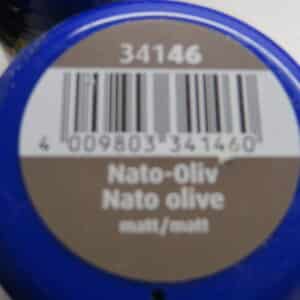 34146
4 009803 341460
Nato-Oliv
Nato olive
matt/matt